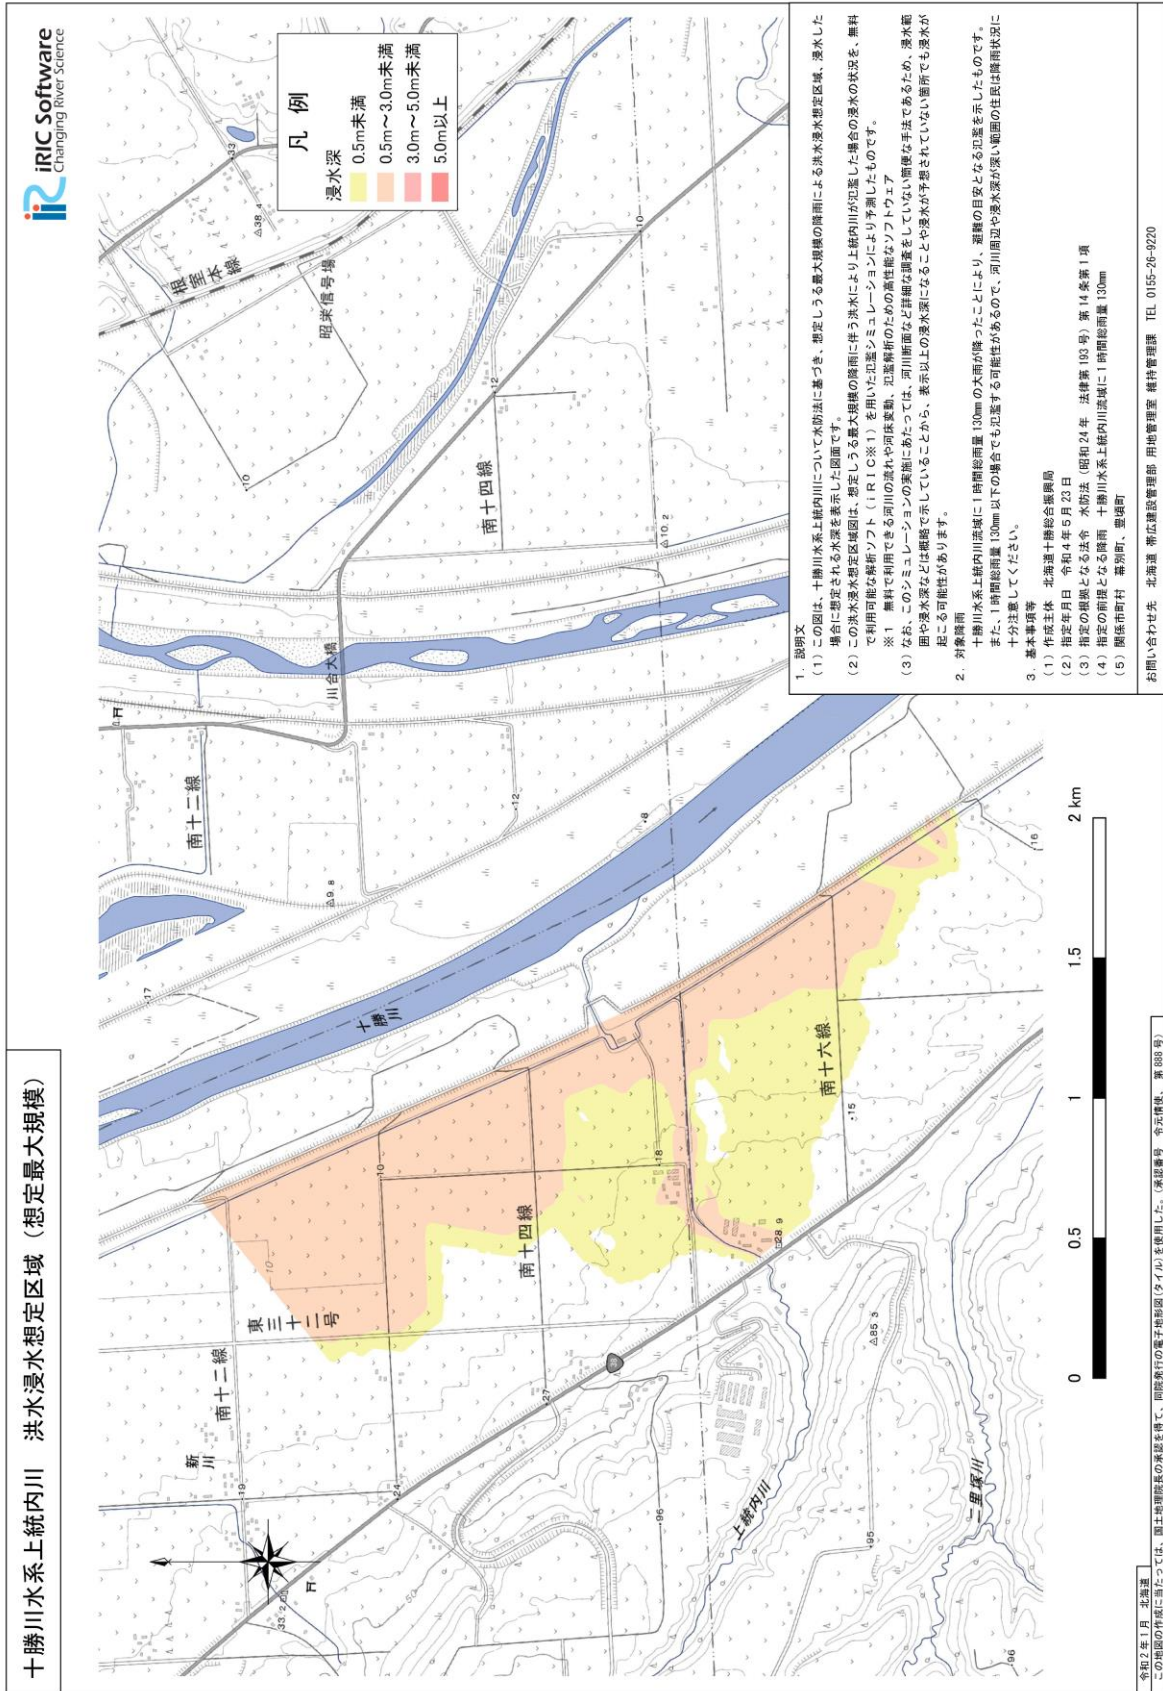 十勝川水系上統内川 洪水浸水想定区域（想定最大規模）
iRIC Software
Changing River Science
凡 例
浸水深
0.5m未満
0.5m～3.0m未満
3.0m～5.0m未満
5.0m以上
根室本線
昭栄信号場
33
38.4
10
12
10
南十四線
10.2
川合大橋
南十二線
12
9.8
17
8
十勝川
南十二線
東三十二号
新川
19
24
33.2
10
10
南十四線
27
18
28.9
南十六線
15
16
38
85.3
上統内川
二里塚川
50
96
95
96
0
0.5
1
1.5
2 km
1. 説明文
（1）この図は、十勝川水系上統内川について水防法に基づき、想定しうる最大規模の降雨による洪水浸水想定区域、浸水した
場合に想定される水深を表示した図面です。
（2）この洪水浸水想定区域図は、想定しうる最大規模の降雨に伴う洪水により上統内川が氾濫した場合の浸水の状況を、無料
で利用可能な解析ソフト（ｉＲＩＣ※１）を用いた氾濫シミュレーションにより予測したものです。
※１ 無料で利用できる河川の流れや河床変動、氾濫解析のための高性能なソフトウェア
（3）なお、このシミュレーションの実施にあたっては、河川断面など詳細な調査をしていない簡便な手法であるため、浸水範
囲や浸水深などは概略で示していることから、表示以上の浸水深になることや浸水が予想されていない箇所でも浸水が
起こる可能性があります。
2. 対象降雨
十勝川水系上統内川流域に１時間総雨量 130mm の大雨が降ったことにより、避難の目安となる氾濫を示したものです。
また、１時間総雨量 130mm 以下の場合でも氾濫する可能性があるので、河川周辺や浸水深が深い範囲の住民は降雨状況に
十分注意してください。
3. 基本事項等
（1）作成主体 北海道十勝総合振興局
（2）指定年月日 令和４年５月23日
（3）指定の根拠となる法令 水防法（昭和24年 法律第193号）第14条第１項
（4）指定の前提となる降雨 十勝川水系上統内川流域に１時間総雨量 130mm
（5）関係市町村 幕別町、豊頃町
お問い合わせ先 北海道 帯広建設管理部 用地管理室 維持管理課 TEL 0155-26-9220
令和２年１月 北海道
この地図の作成に当たっては、国土地理院長の承認を得て、同院発行の電子地形図(タイル)を使用した。（承認番号 令元情使、第888号）